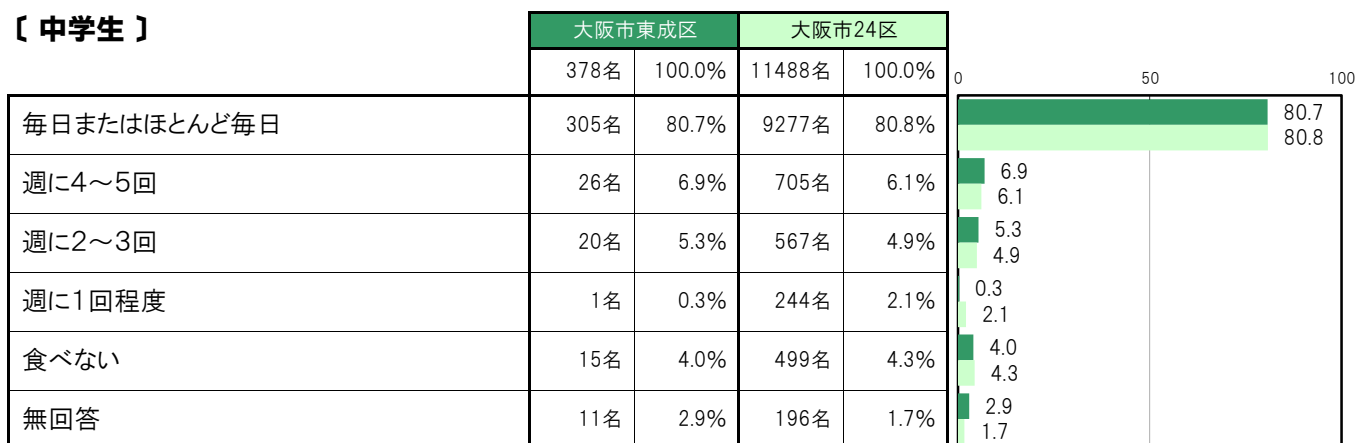 〔 中学生 〕
大阪市東成区 大阪市24区
378名 100.0% 11488名 100.0%
0 50 100
毎日またはほとんど毎日 305名 80.7% 9277名 80.8% 80.7
80.8
週に4～5回 26名 6.9% 705名 6.1% 6.9
6.1
週に2～3回 20名 5.3% 567名 4.9% 5.3
4.9
週に1回程度 1名 0.3% 244名 2.1% 0.3
2.1
食べない 15名 4.0% 499名 4.3% 4.0
4.3
無回答 11名 2.9% 196名 1.7% 2.9
1.7